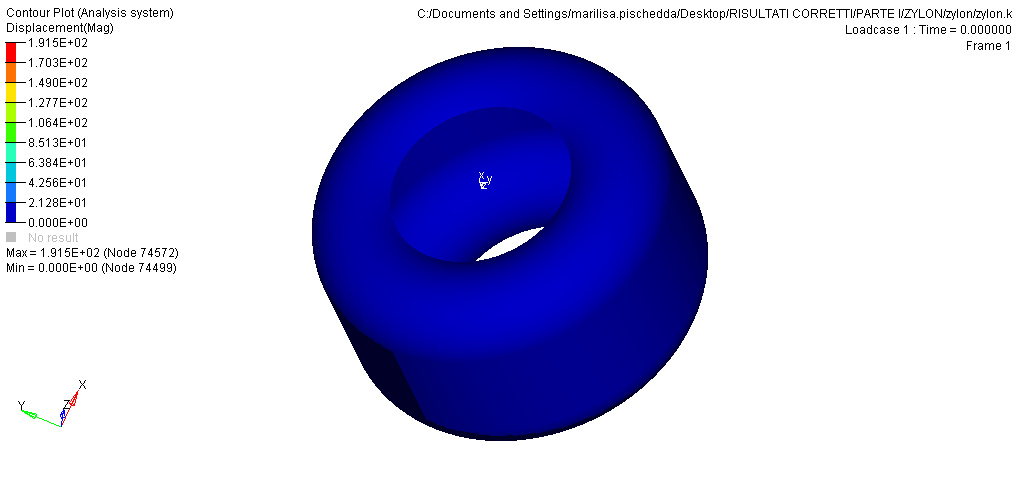 Contour Plot (Analysis system)
Displacement(Mag)
1.915E+02
1.703E+02
1.490E+02
1.277E+02
1.064E+02
8.513E+01
6.384E+01
4.256E+01
2.128E+01
0.000E+00
No result
Max = 1.915E+02 (Node 74572)
Min = 0.000E+00 (Node 74499)
C:/Documents and Settings/marilisa.pischedda/Desktop/RISULTATI CORRETTI/PARTE I/ZYLON/zylon/zylon.k
Loadcase 1 : Time = 0.000000
Frame 1
x
y
z
X
Y
Z